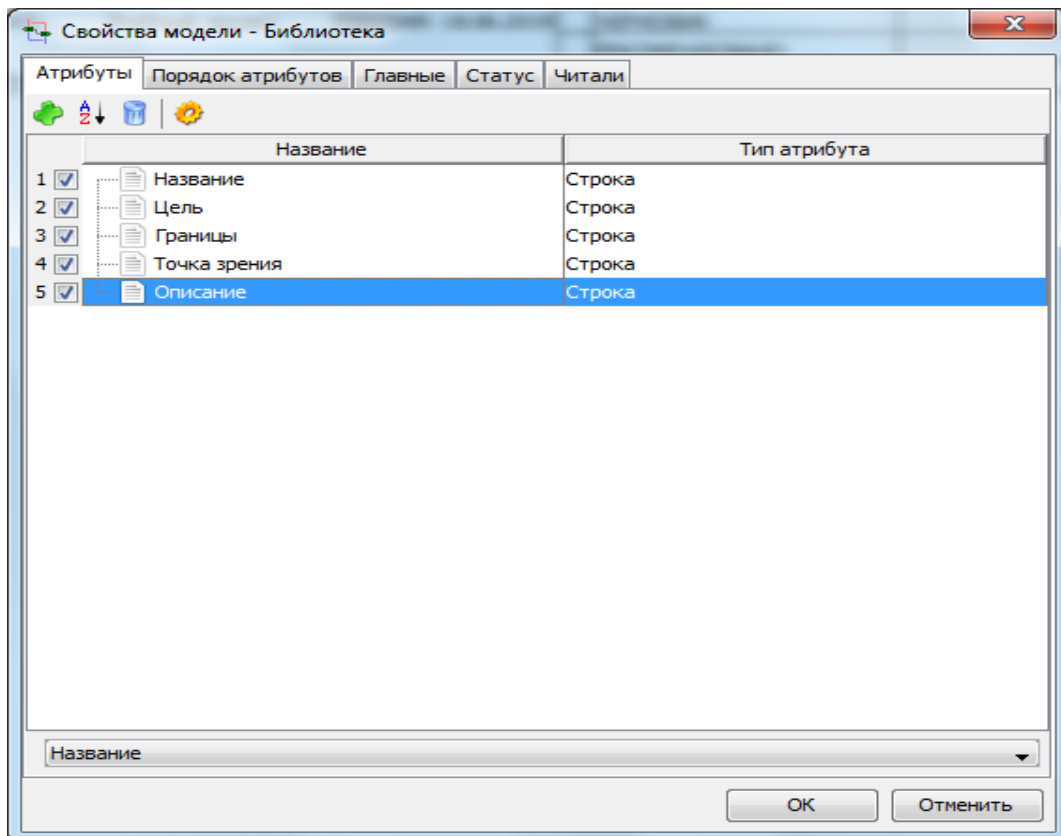 Свойства модели - Библиотека
Атрибуты Порядок атрибутов Главные Статус Читали
Название Тип атрибута
1 Название Строка
2 Цель Строка
3 Границы Строка
4 Точка зрения Строка
5 Описание Строка
Название
OK Отменить